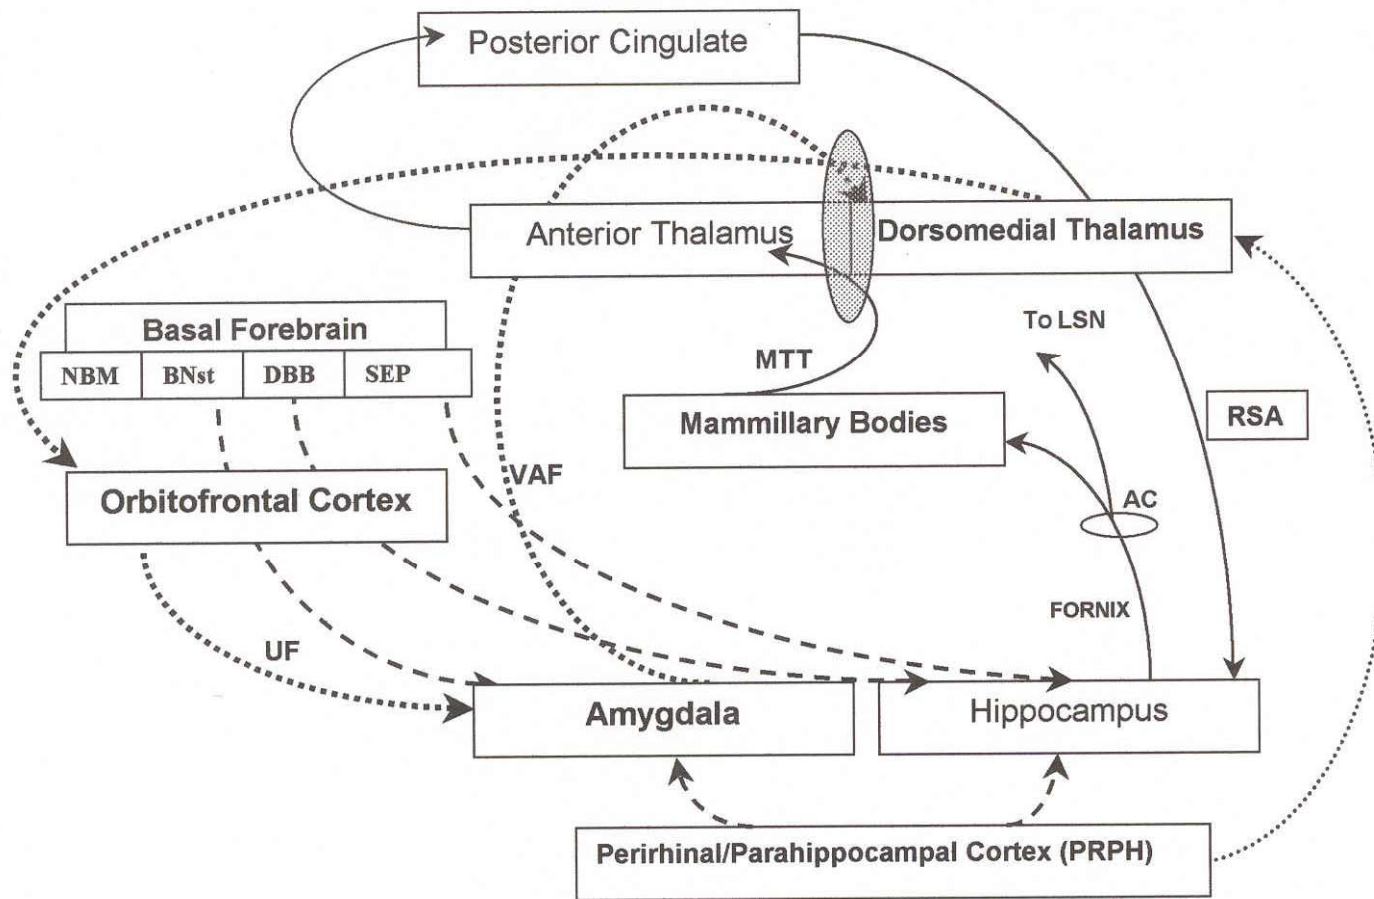 Posterior Cingulate
Anterior Thalamus
Dorsomedial Thalamus
Basal Forebrain
NBM
BNst
DBB
SEP
To LSN
MTT
Mammillary Bodies
RSA
Orbitofrontal Cortex
VAF
AC
FORNIX
UF
Amygdala
Hippocampus
Perirhinal/Parahippocampal Cortex (PRPH)